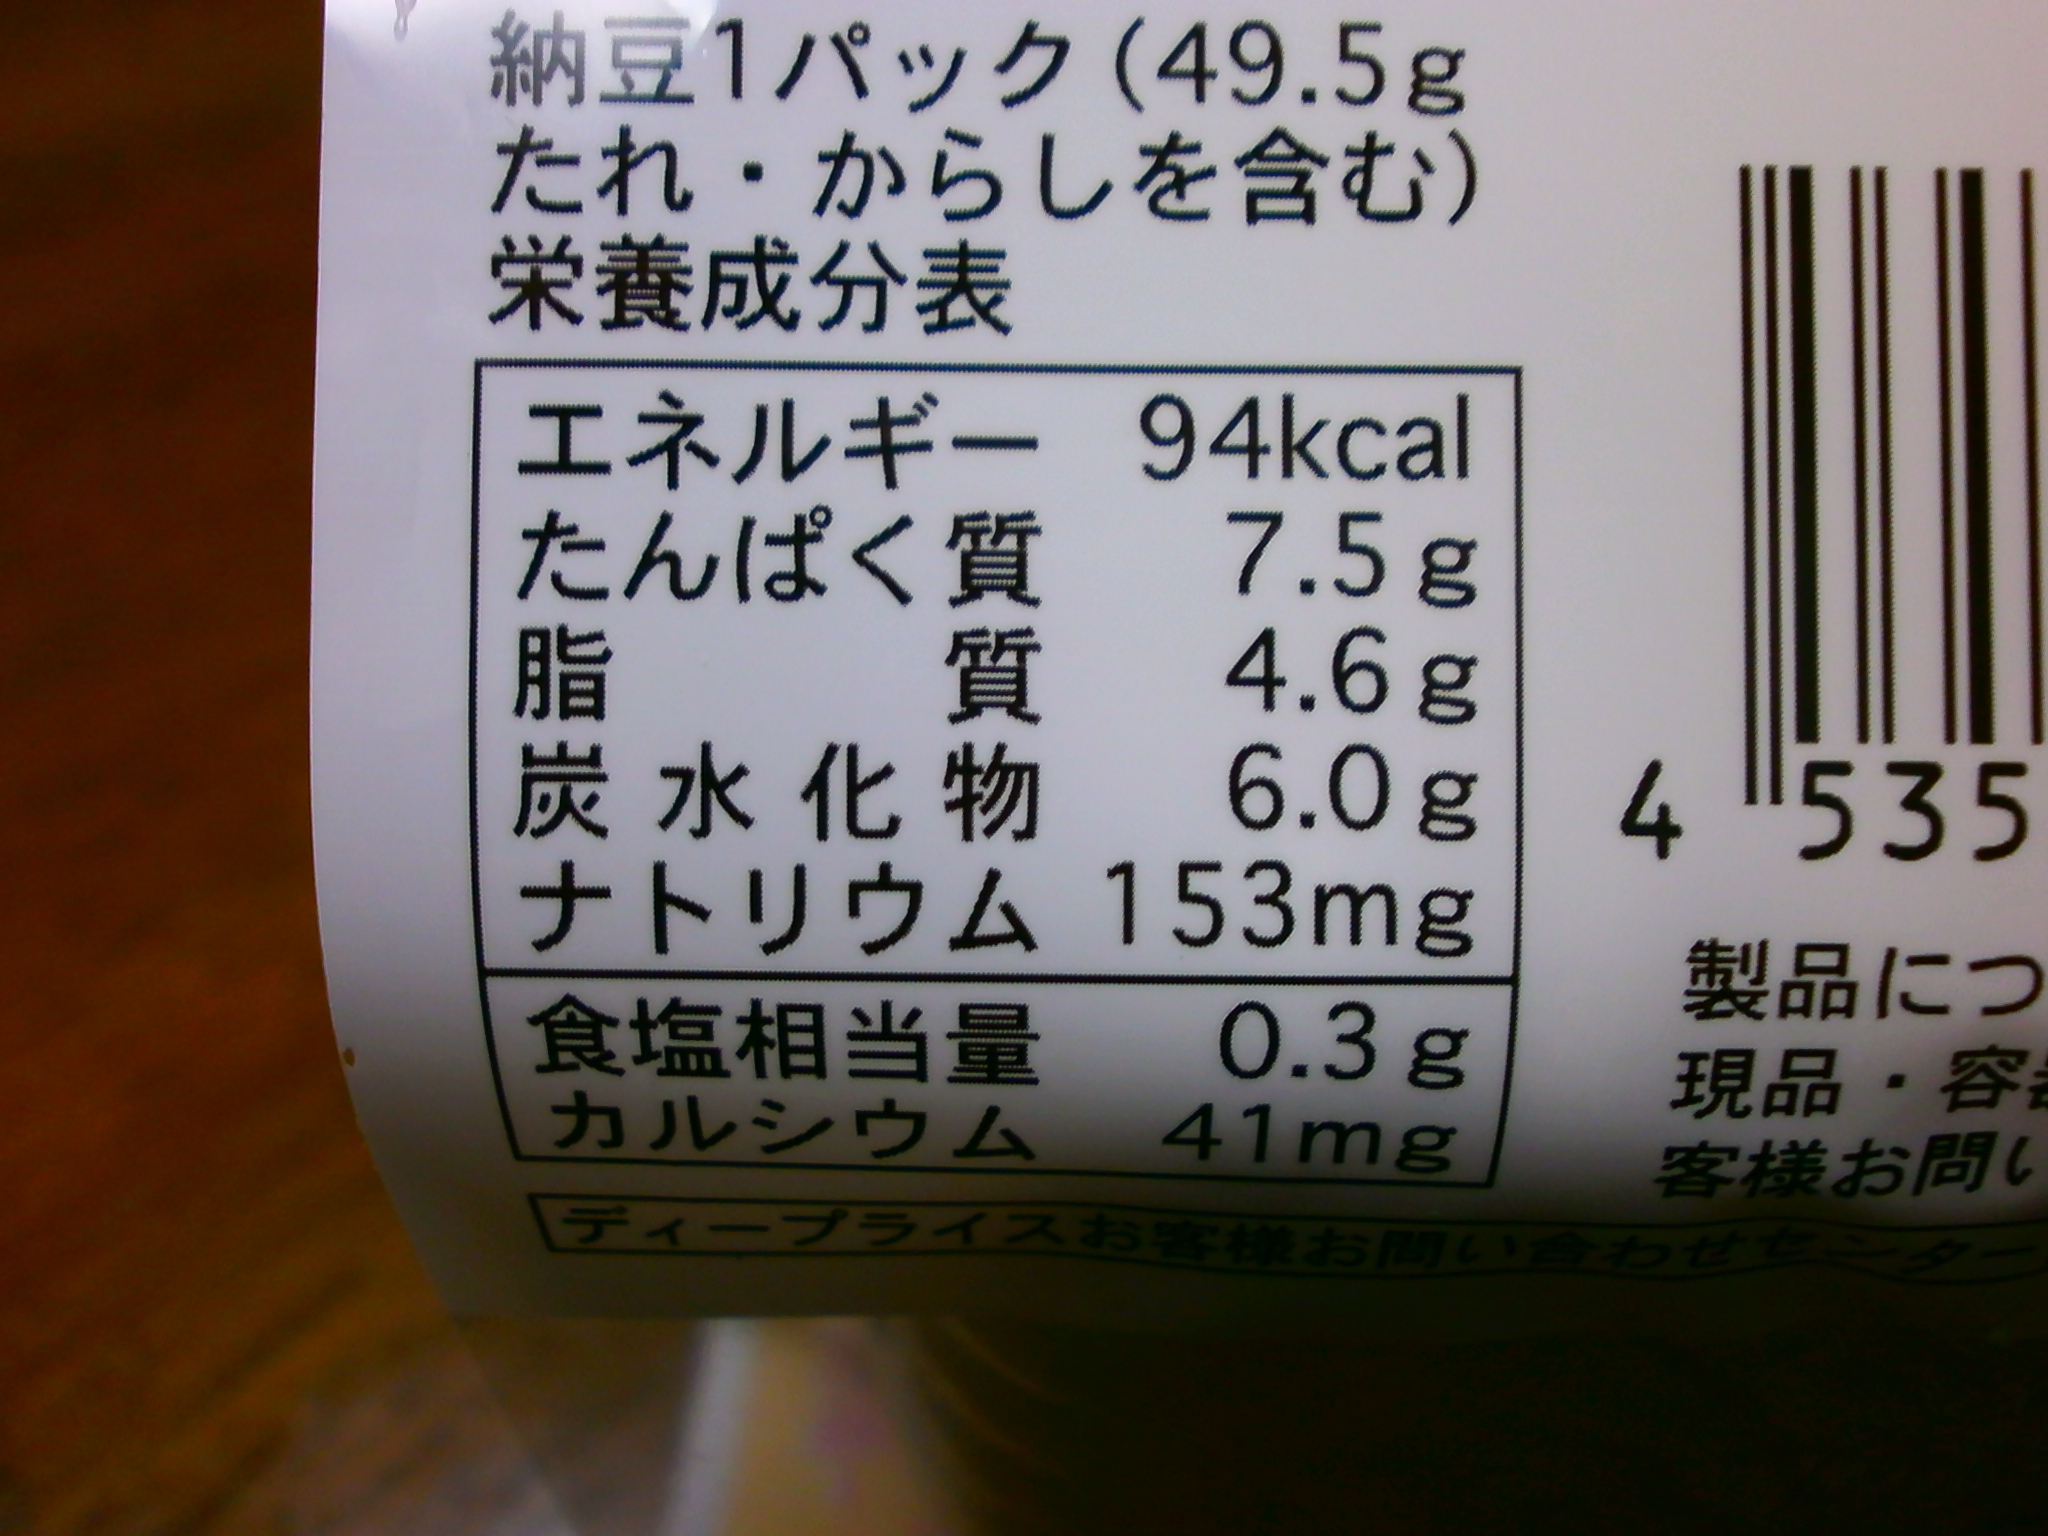 納豆1パック(49.5g
たれ・からしを含む)
栄養成分表
エネルギー 94kcal
たんぱく質 7.5g
脂質 4.6g
炭水化物 6.0g
ナトリウム 153mg
食塩相当量 0.3g
カルシウム 41mg
ディープライスお客様お問い合わせセンター
4 535
製品につ
現品・容器
客様お問い